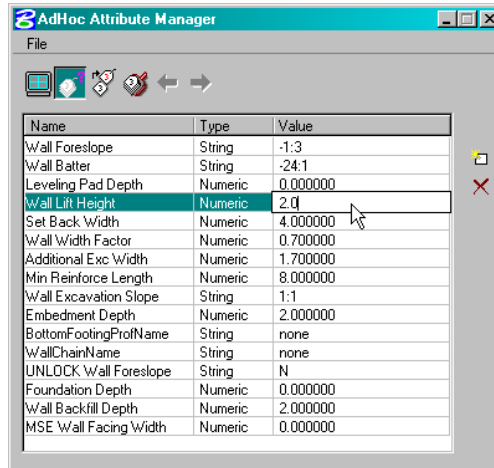 AdHoc Attribute Manager
File
Name Type Value
Wall Foreslope String -1:3
Wall Batter String -24:1
Leveling Pad Depth Numeric 0.000000
Wall Lift Height Numeric 2.0
Set Back Width Numeric 4.000000
Wall Width Factor Numeric 0.700000
Additional Exc Width Numeric 1.700000
Min Reinforce Length Numeric 8.000000
Wall Excavation Slope String 1:1
Embedment Depth Numeric 2.000000
BottomFootingProfName String none
WallChainName String none
UNLOCK Wall Foreslope String N
Foundation Depth Numeric 0.000000
Wall Backfill Depth Numeric 2.000000
MSE Wall Facing Width Numeric 0.000000